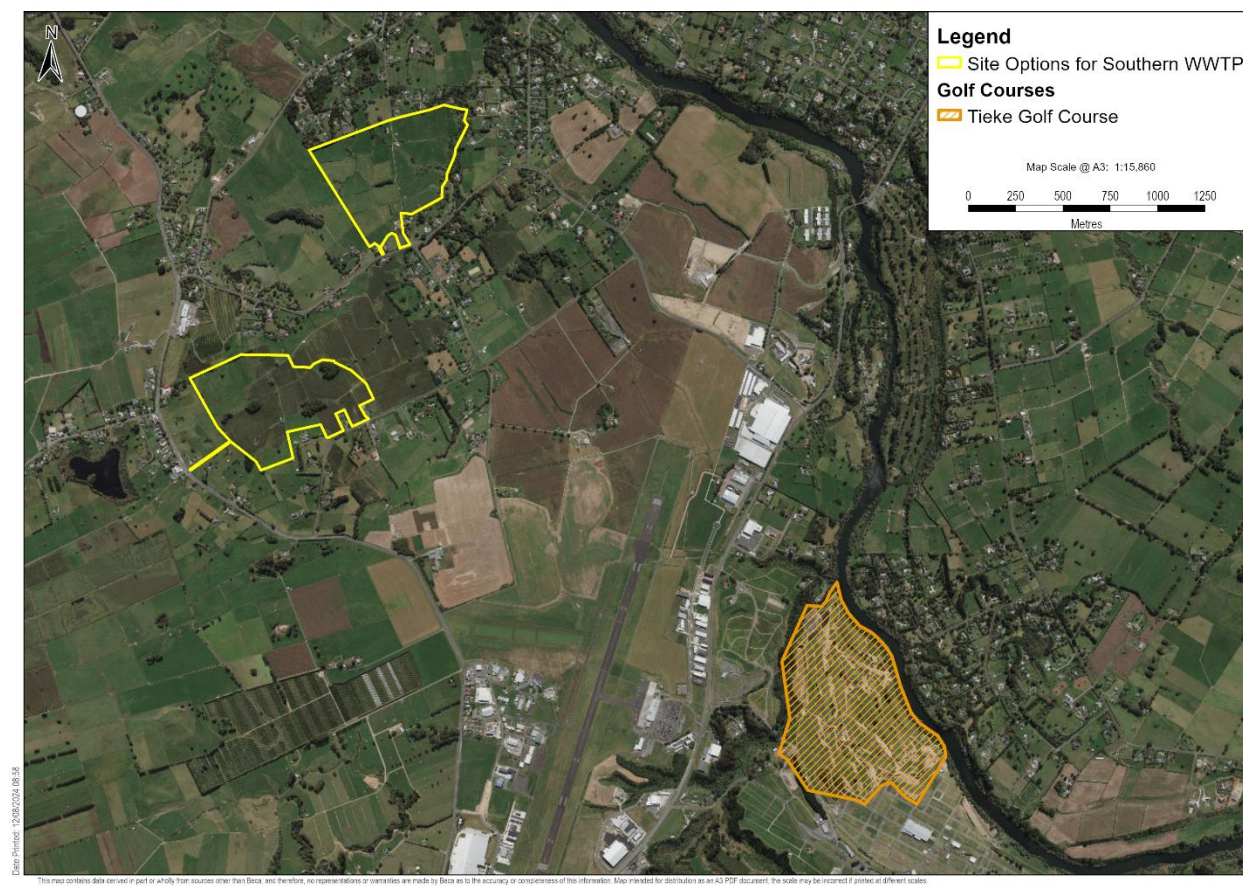 N
Legend
Site Options for Southern WWTP
Golf Courses
Tieke Golf Course
Map Scale @ A3: 1:15,860
0 250 500 750 1000 1250
Metres
Date Printed: 12/08/2024 08:58
This map contains data derived in part or wholly from sources other than Beca, and therefore, no representations or warranties are made by Beca as to the accuracy or completeness of this information. Map intended for distribution as an A3 PDF document, the scale may be incorrect if printed at different scales.